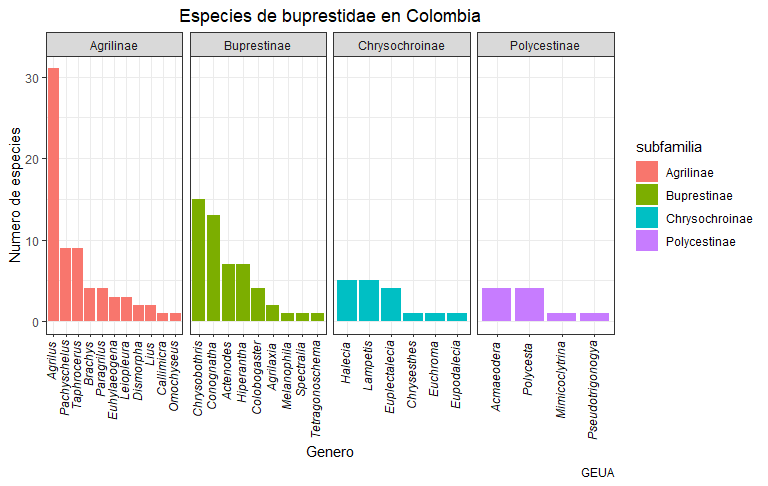 Especies de buprestidae en Colombia
Agrilinae
Buprestinae
Chrysochroinae
Polycestinae
Numero de especies
30
20
10
0
Agrilus
Pachyschelus
Taphrocerus
Brachys
Paragrilus
Euhylaeogena
Leiopleura
Dismorpha
Lius
Callimicra
Omochyseus
Chrysobothris
Conognatha
Actenodes
Hiperantha
Colobogaster
Agrilaxia
Melanophila
Spectralia
Tetragonoschema
Halecia
Lampetis
Euplectalecia
Chrysesthes
Euchroma
Eupodalecia
Acmaeodera
Polycesta
Mimicoclytrina
Pseudotrigonogya
Genero
subfamilia
Agrilinae
Buprestinae
Chrysochroinae
Polycestinae
GEUA